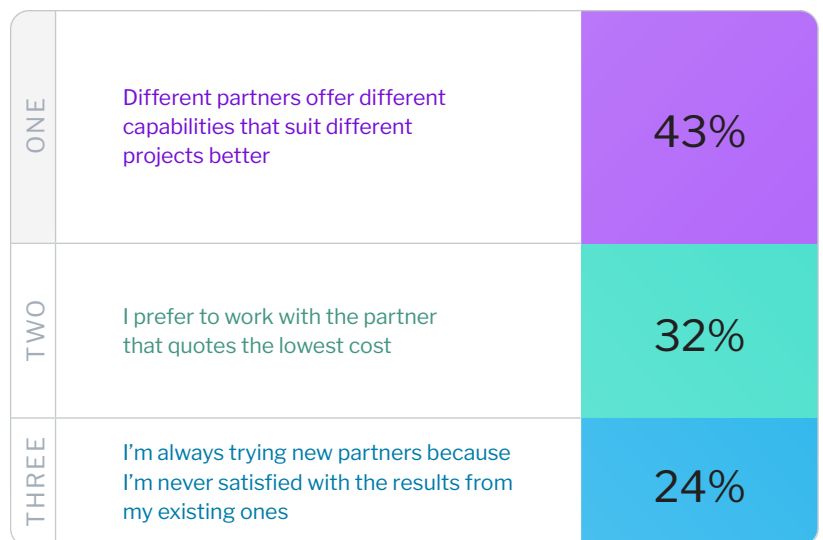 ONE
Different partners offer different
capabilities that suit different
projects better
43%
TWO
I prefer to work with the partner
that quotes the lowest cost
32%
THREE
I’m always trying new partners because
I’m never satisfied with the results from
my existing ones
24%